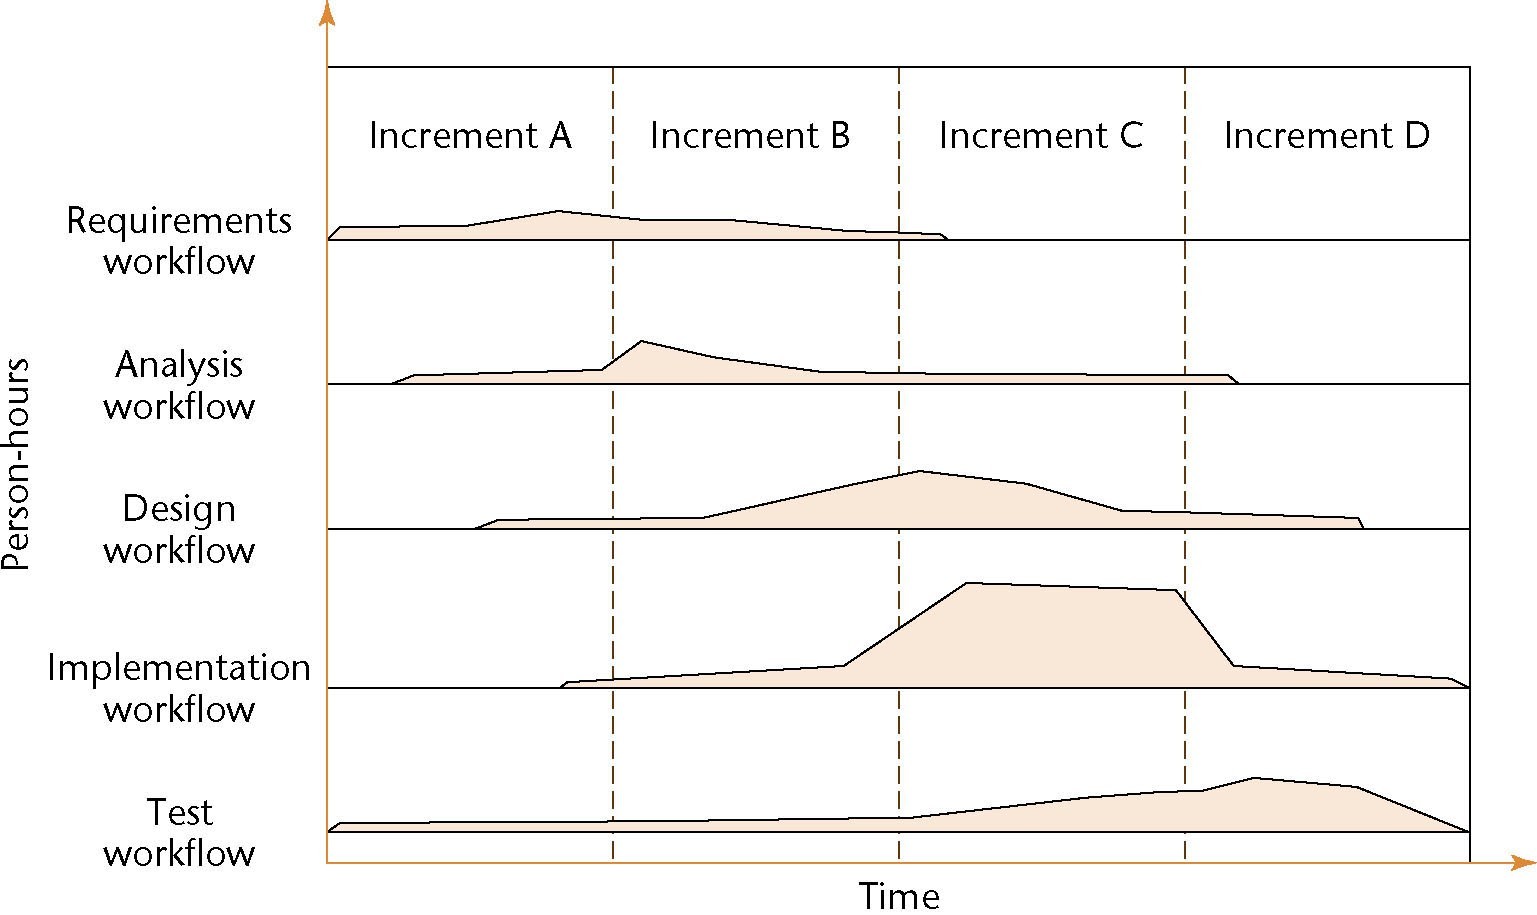 Increment A
Increment B
Increment C
Increment D
Requirements
workflow
Analysis
workflow
Design
workflow
Implementation
workflow
Test
workflow
Person-hours
Time